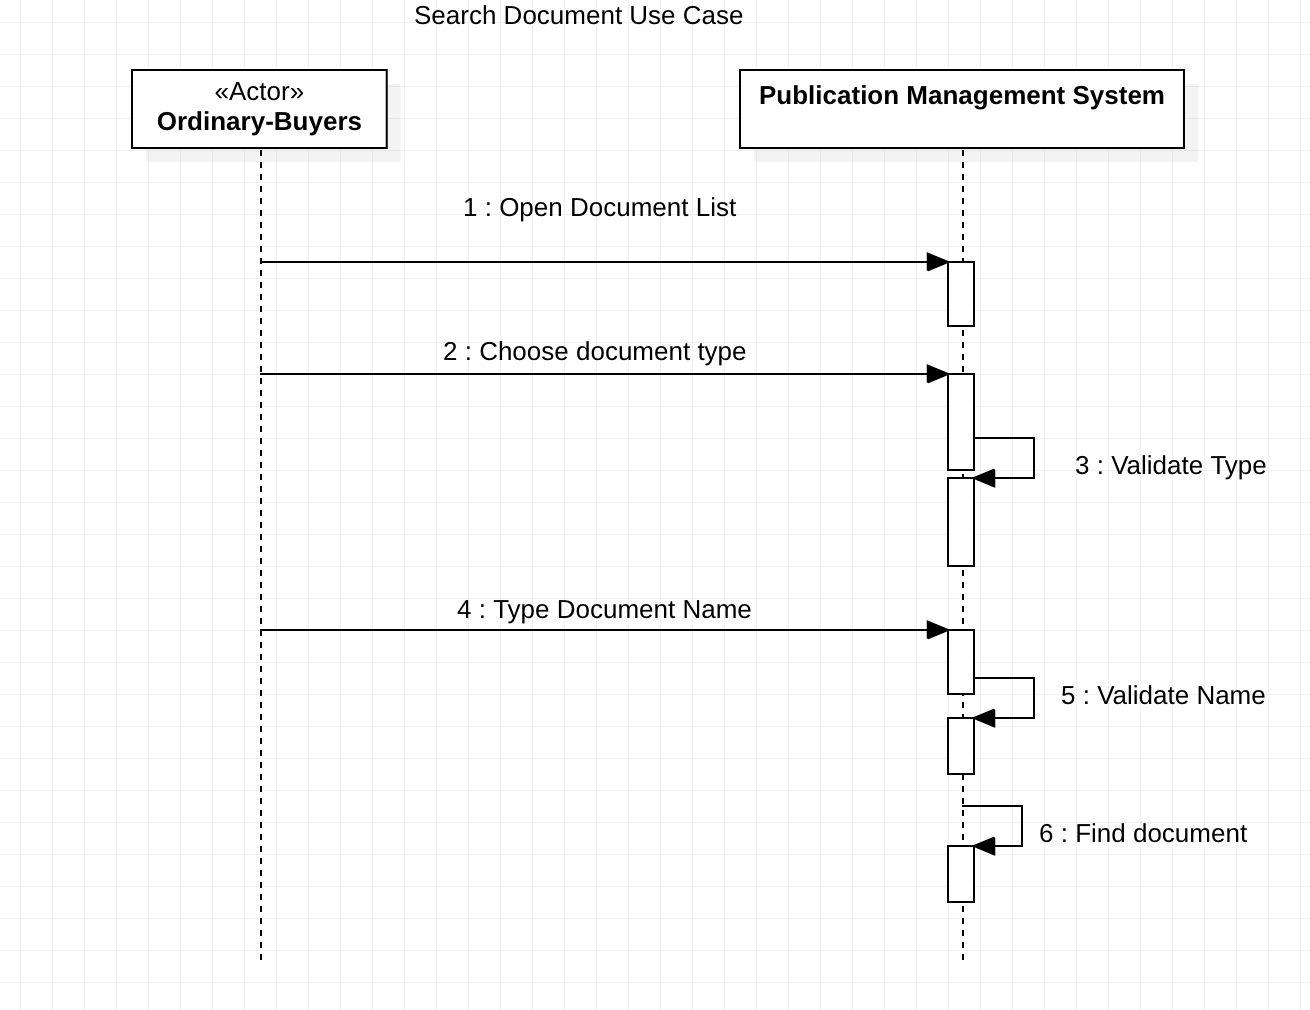 Search Document Use Case
«Actor»
Ordinary-Buyers
Publication Management System
1 : Open Document List
2 : Choose document type
3 : Validate Type
4 : Type Document Name
5 : Validate Name
6 : Find document